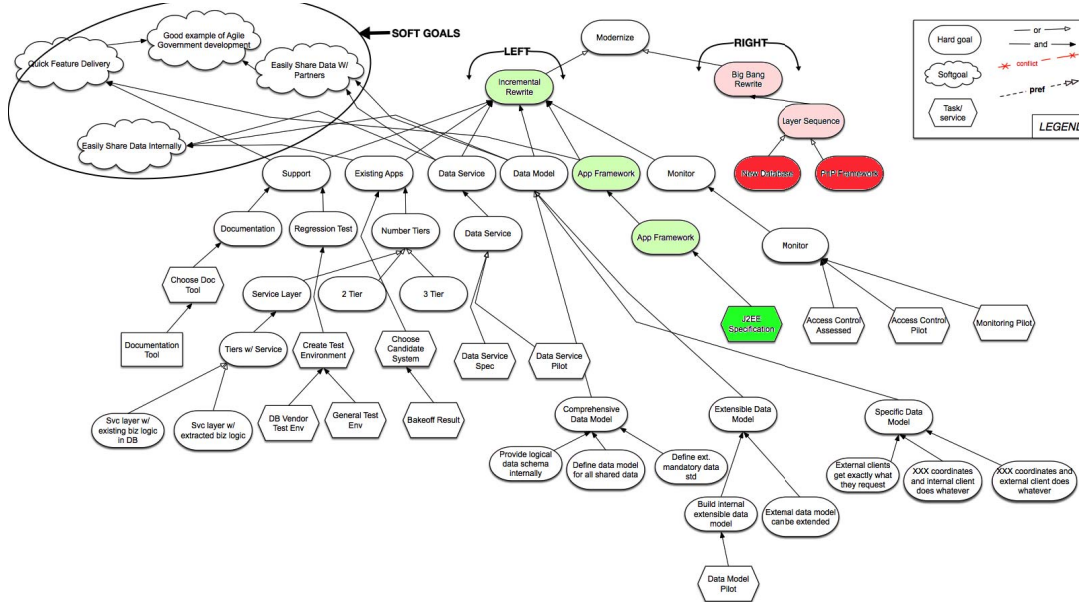 SOFT GOALS
Good example of Agile
Government development
Quick Feature Delivery
Easily Share Data W/
Partners
Easily Share Data Internally
Modernize
LEFT
RIGHT
Incremental
Rewrite
Big Bang
Rewrite
Layer Sequence
New Database
PHP Framework
Hard goal
or
and
conflict
Softgoal
pref
Task/
service
LEGEN
Support
Existing Apps
Data Service
Data Model
App Framework
Monitor
Documentation
Regression Test
Number Tiers
Data Service
App Framework
Monitor
Choose Doc
Tool
Service Layer
2 Tier
3 Tier
J2EE
Specification
Access Control
Assessed
Access Control
Pilot
Monitoring Pilot
Documentation
Tool
Tiers w/ Service
Create Test
Environment
Choose
Candidate
System
Data Service
Spec
Data Service
Pilot
Svc layer w/
existing biz logic
in DB
Svc layer w/
extracted biz logic
DB Vendor
Test Env
General Test
Env
Bakeoff Result
Comprehensive
Data Model
Extensible Data
Model
Specific Data
Model
Provide logical
data schema
internally
Define data model
for all shared data
Define ext.
mandatory data
std
External clients
get exactly what
they request
XXX coordinates
and internal client
does whatever
XXX coordinates and
external client does
whatever
Build internal
extensible data
model
External data model
can be extended
Data Model
Pilot